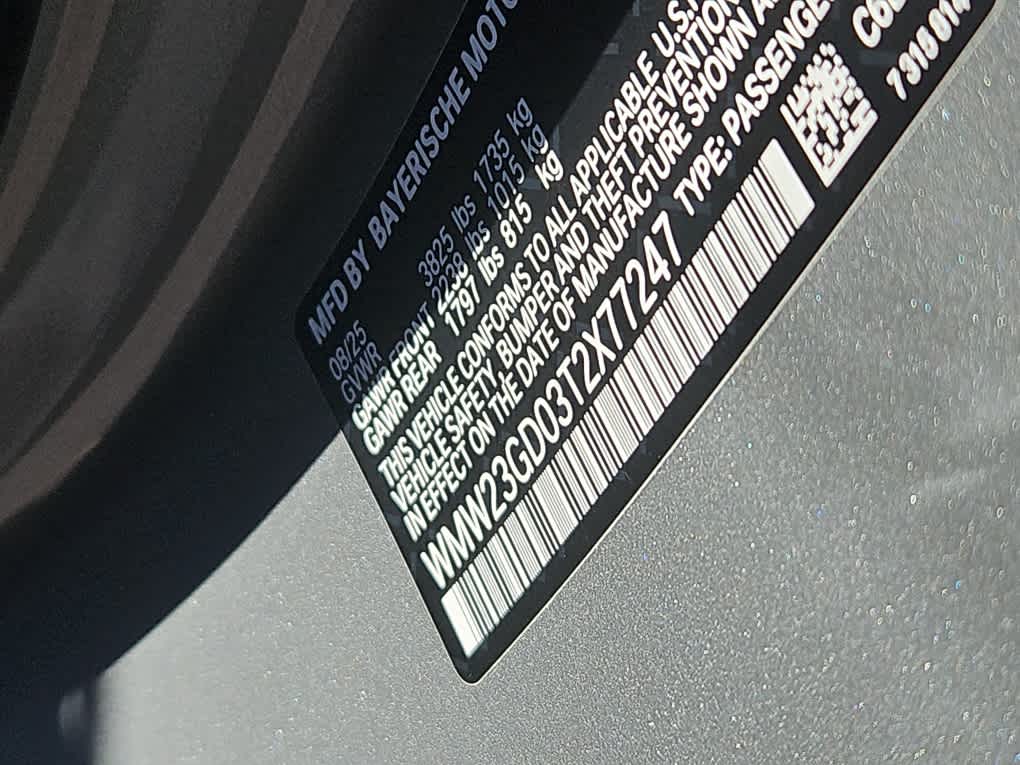 MFD BY BAYERISCHE
08/25
GVWR 3825 lbs 1735 kg
GAWR FRONT 2238 lbs 1015 kg
GAWR REAR 1797 lbs 815 kg
THIS VEHICLE CONFORMS TO ALL APPLICABLE
VEHICLE SAFETY, BUMPER AND THEFT PREVENTION
IN EFFECT ON THE DATE OF MANUFACTURE SHOWN
WMW23GD03T2X77247 TYPE:
7318 814